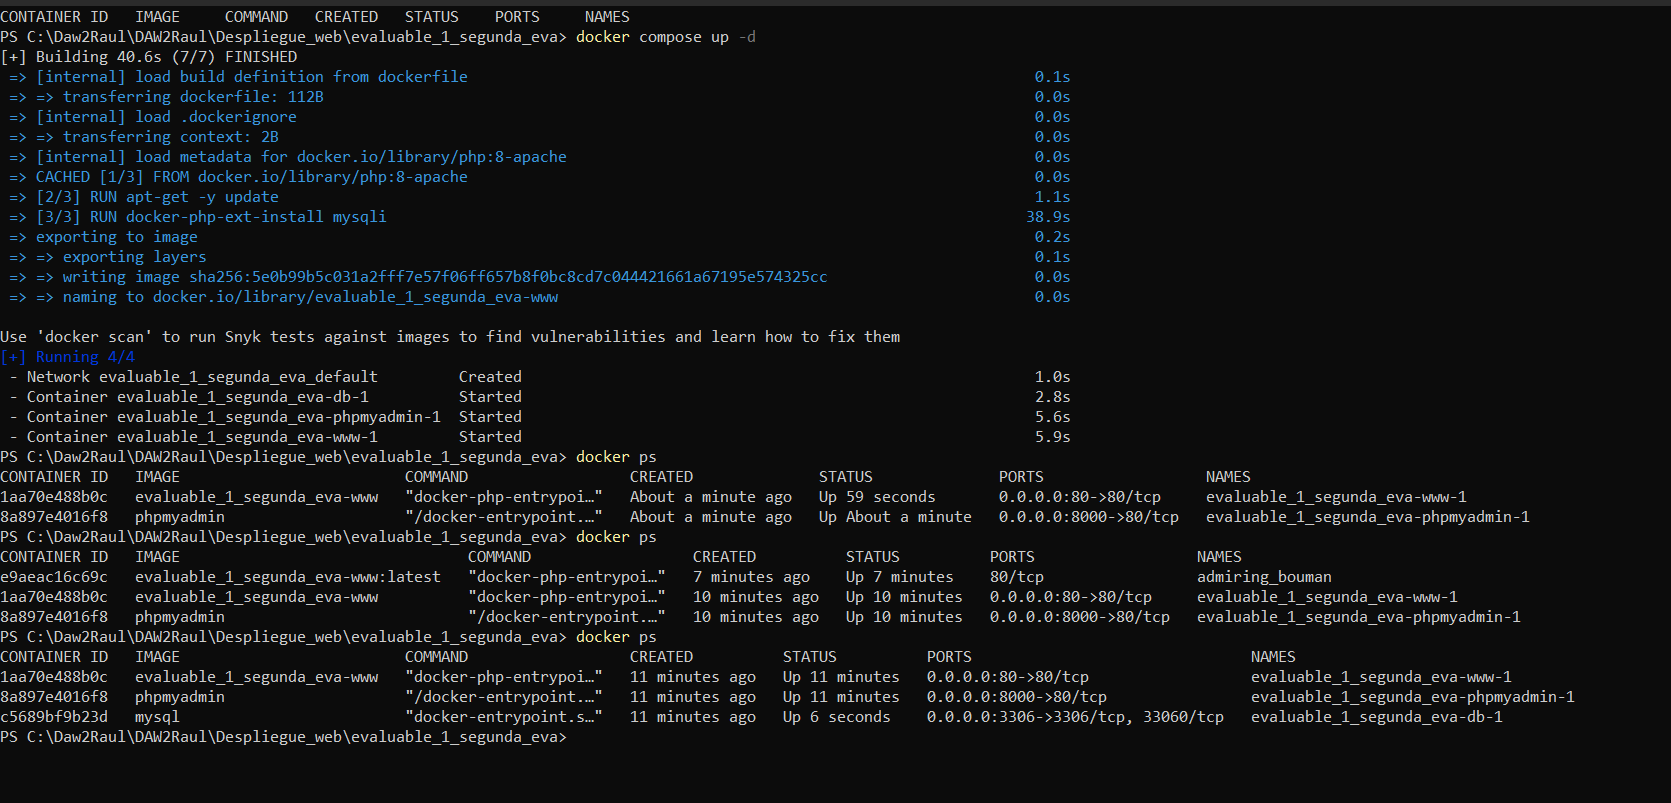 CONTAINER ID   IMAGE     COMMAND   CREATED   STATUS    PORTS     NAMES
PS C:\Daw2Raul\DAW2Raul\Despliegue_web\evaluable_1_segunda_eva> docker compose up -d
[+] Building 40.6s (7/7) FINISHED
 => [internal] load build definition from dockerfile 0.1s
 => => transferring dockerfile: 112B 0.0s
 => [internal] load .dockerignore 0.0s
 => => transferring context: 2B 0.0s
 => [internal] load metadata for docker.io/library/php:8-apache 0.0s
 => CACHED [1/3] FROM docker.io/library/php:8-apache 0.0s
 => [2/3] RUN apt-get -y update 1.1s
 => [3/3] RUN docker-php-ext-install mysqli 38.9s
 => exporting to image 0.2s
 => => exporting layers 0.1s
 => => writing image sha256:5e0b99b5c031a2fff7e57f06ff657b8f0bc8cd7c044421661a67195e574325cc 0.0s
 => => naming to docker.io/library/evaluable_1_segunda_eva-www 0.0s
Use 'docker scan' to run Snyk tests against images to find vulnerabilities and learn how to fix them
[+] Running 4/4
 - Network evaluable_1_segunda_eva_default         Created 1.0s
 - Container evaluable_1_segunda_eva-db-1          Started 2.8s
 - Container evaluable_1_segunda_eva-phpmyadmin-1  Started 5.6s
 - Container evaluable_1_segunda_eva-www-1         Started 5.9s
PS C:\Daw2Raul\DAW2Raul\Despliegue_web\evaluable_1_segunda_eva> docker ps
CONTAINER ID   IMAGE                         COMMAND                  CREATED              STATUS              PORTS                  NAMES
1aa70e488b0c   evaluable_1_segunda_eva-www   "docker-php-entrypoi…"   About a minute ago   Up 59 seconds       0.0.0.0:80->80/tcp     evaluable_1_segunda_eva-www-1
8a897e4016f8   phpmyadmin                    "/docker-entrypoint.…"   About a minute ago   Up About a minute   0.0.0.0:8000->80/tcp   evaluable_1_segunda_eva-phpmyadmin-1
PS C:\Daw2Raul\DAW2Raul\Despliegue_web\evaluable_1_segunda_eva> docker ps
CONTAINER ID   IMAGE                                COMMAND                  CREATED          STATUS          PORTS                  NAMES
e9aeac16c69c   evaluable_1_segunda_eva-www:latest   "docker-php-entrypoi…"   7 minutes ago    Up 7 minutes    80/tcp                 admiring_bouman
1aa70e488b0c   evaluable_1_segunda_eva-www          "docker-php-entrypoi…"   10 minutes ago   Up 10 minutes   0.0.0.0:80->80/tcp     evaluable_1_segunda_eva-www-1
8a897e4016f8   phpmyadmin                           "/docker-entrypoint.…"   10 minutes ago   Up 10 minutes   0.0.0.0:8000->80/tcp   evaluable_1_segunda_eva-phpmyadmin-1
PS C:\Daw2Raul\DAW2Raul\Despliegue_web\evaluable_1_segunda_eva> docker ps
CONTAINER ID   IMAGE                         COMMAND                  CREATED          STATUS          PORTS                               NAMES
1aa70e488b0c   evaluable_1_segunda_eva-www   "docker-php-entrypoi…"   11 minutes ago   Up 11 minutes   0.0.0.0:80->80/tcp                  evaluable_1_segunda_eva-www-1
8a897e4016f8   phpmyadmin                    "/docker-entrypoint.…"   11 minutes ago   Up 11 minutes   0.0.0.0:8000->80/tcp                evaluable_1_segunda_eva-phpmyadmin-1
c5689bf9b23d   mysql                         "docker-entrypoint.s…"   11 minutes ago   Up 6 seconds    0.0.0.0:3306->3306/tcp, 33060/tcp   evaluable_1_segunda_eva-db-1
PS C:\Daw2Raul\DAW2Raul\Despliegue_web\evaluable_1_segunda_eva>